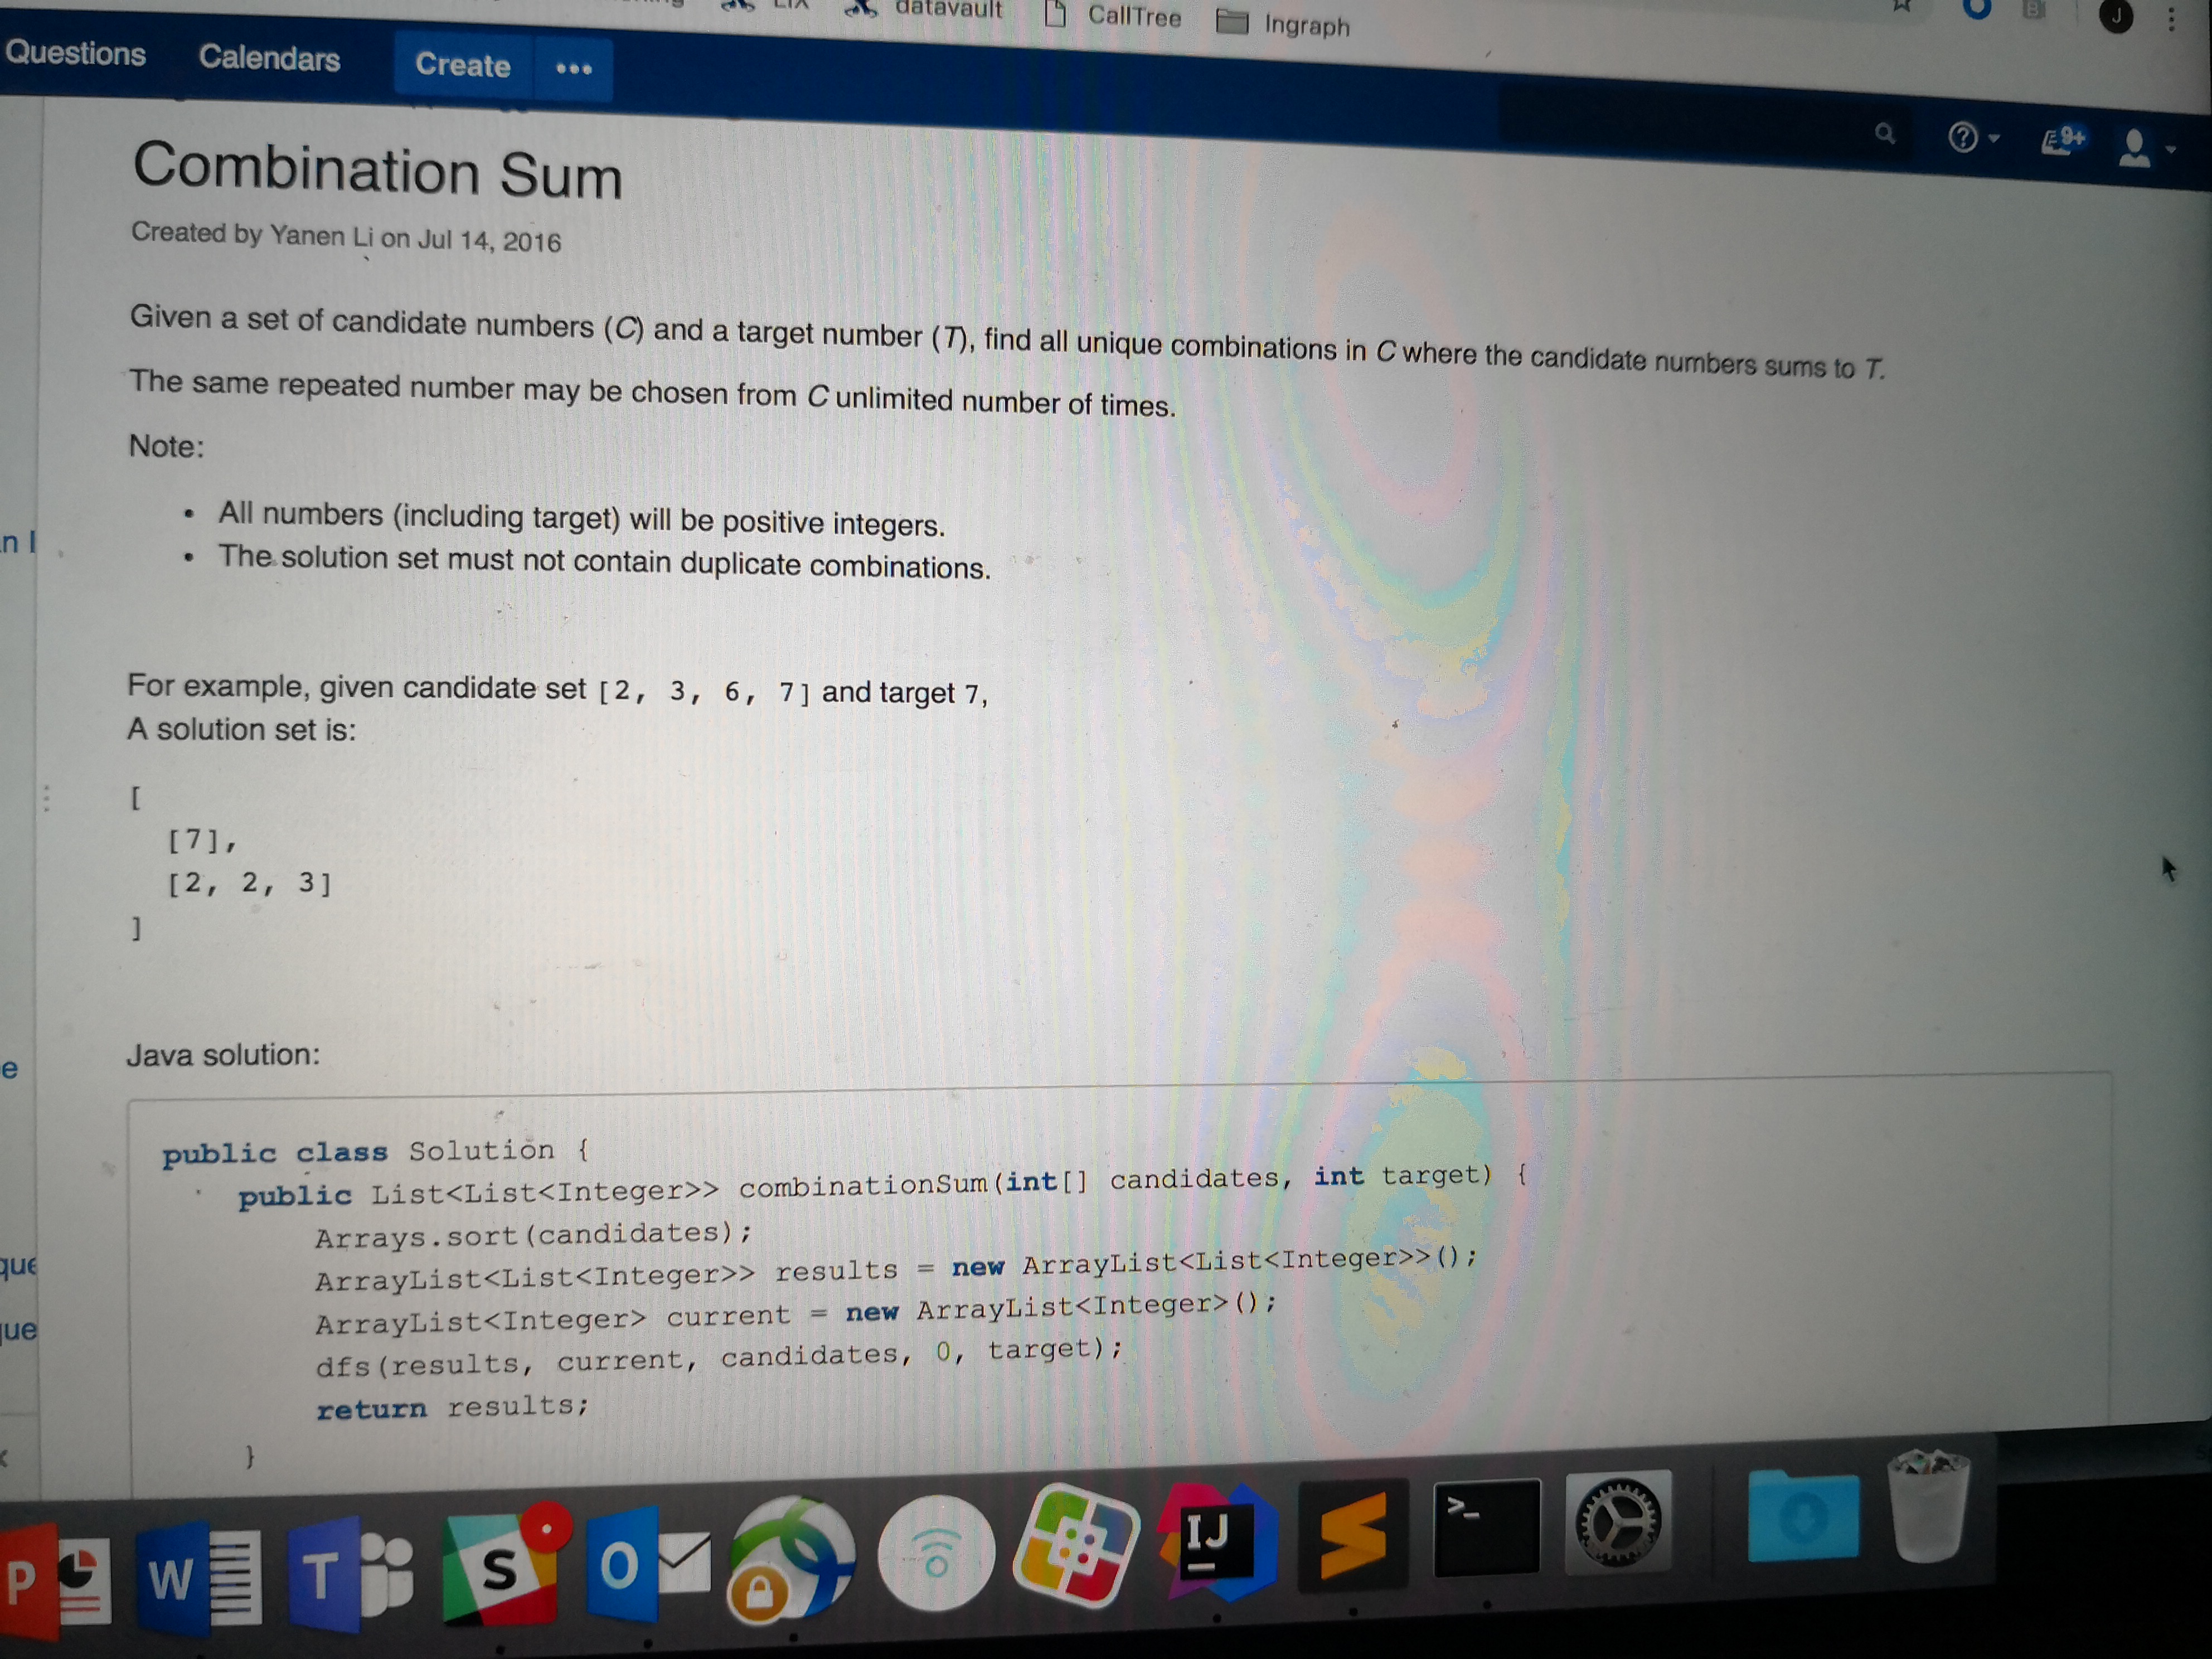 LIX datavault CallTree Ingraph
J
Questions Calendars Create •••
9+
Combination Sum
Created by Yanen Li on Jul 14, 2016
Given a set of candidate numbers (C) and a target number (T), find all unique combinations in C where the candidate numbers sums to T.
The same repeated number may be chosen from C unlimited number of times.
Note:
• All numbers (including target) will be positive integers.
• The solution set must not contain duplicate combinations.
For example, given candidate set [2, 3, 6, 7] and target 7,
A solution set is:
[
[7],
[2, 2, 3]
]
Java solution:
public class Solution {
public List<List<Integer>> combinationSum(int[] candidates, int target) {
Arrays.sort(candidates);
ArrayList<List<Integer>> results = new ArrayList<List<Integer>>();
ArrayList<Integer> current = new ArrayList<Integer>();
dfs(results, current, candidates, 0, target);
return results;
}
n I
e
que
que
P W T S O IJ >_